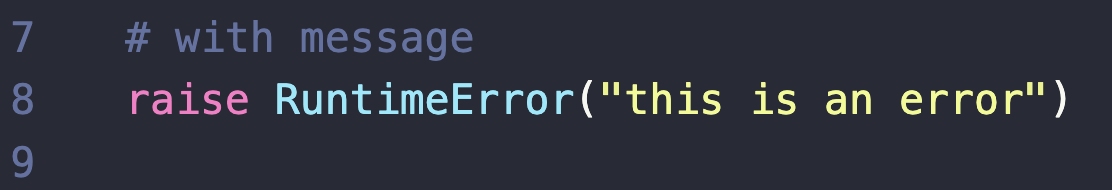 7 # with message
8 raise RuntimeError("this is an error")
9